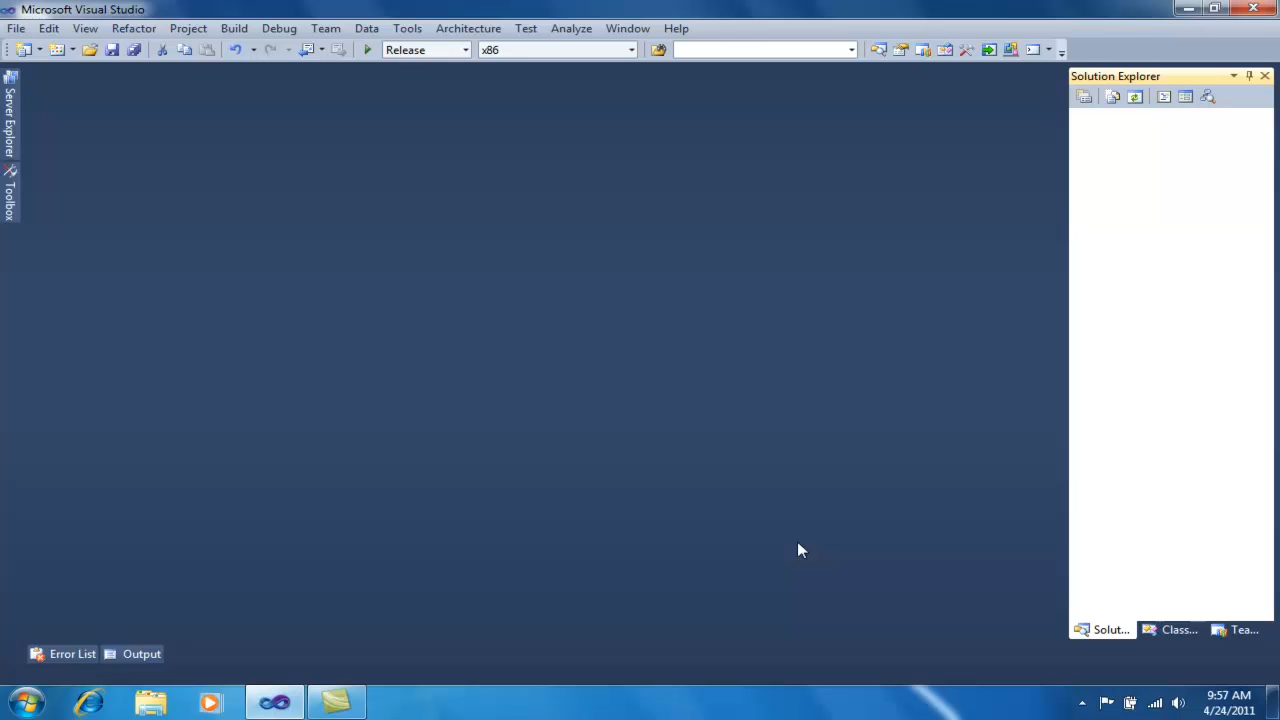 Microsoft Visual Studio
File Edit View Refactor Project Build Debug Team Data Tools Architecture Test Analyze Window Help
Release x86
Server Explorer
Toolbox
Solution Explorer
Solut... Class... Tea...
Error List Output
9:57 AM
4/24/2011